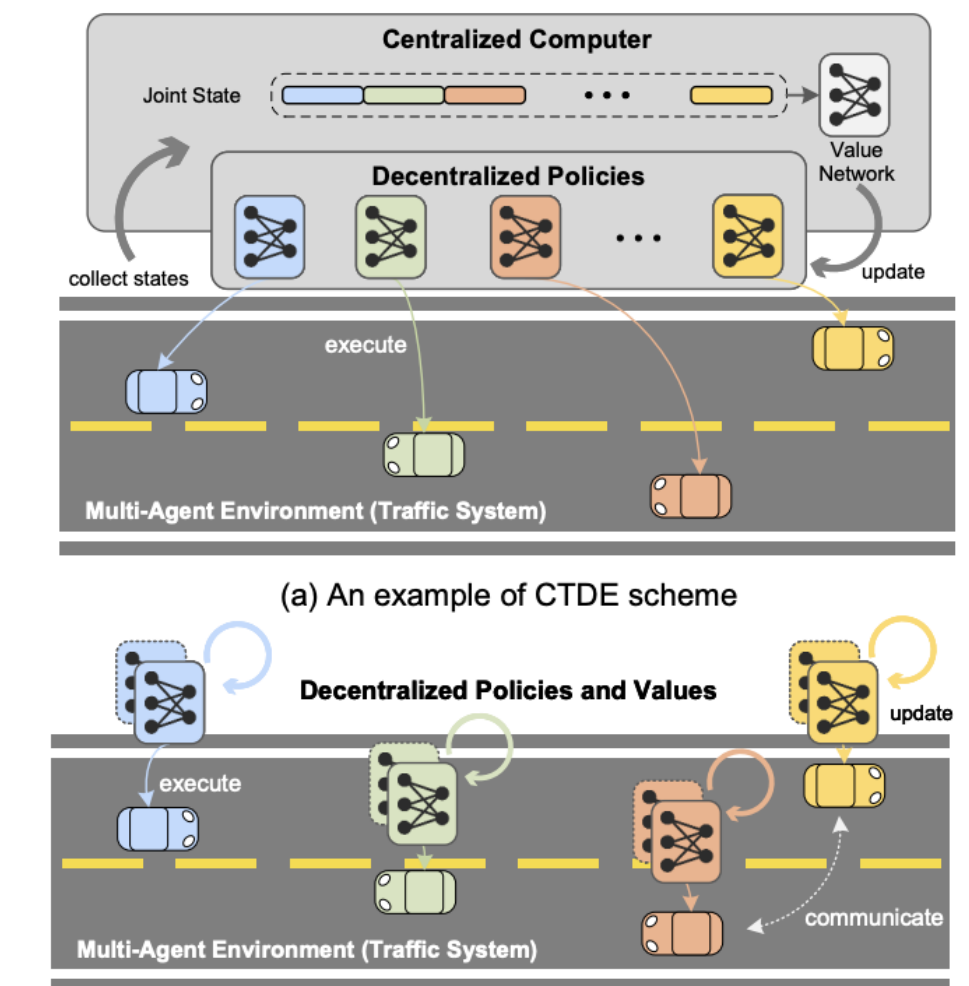 Centralized Computer
Joint State
Value
Network
Decentralized Policies
collect states
update
execute
Multi-Agent Environment (Traffic System)
(a) An example of CTDE scheme
Decentralized Policies and Values
update
execute
communicate
Multi-Agent Environment (Traffic System)